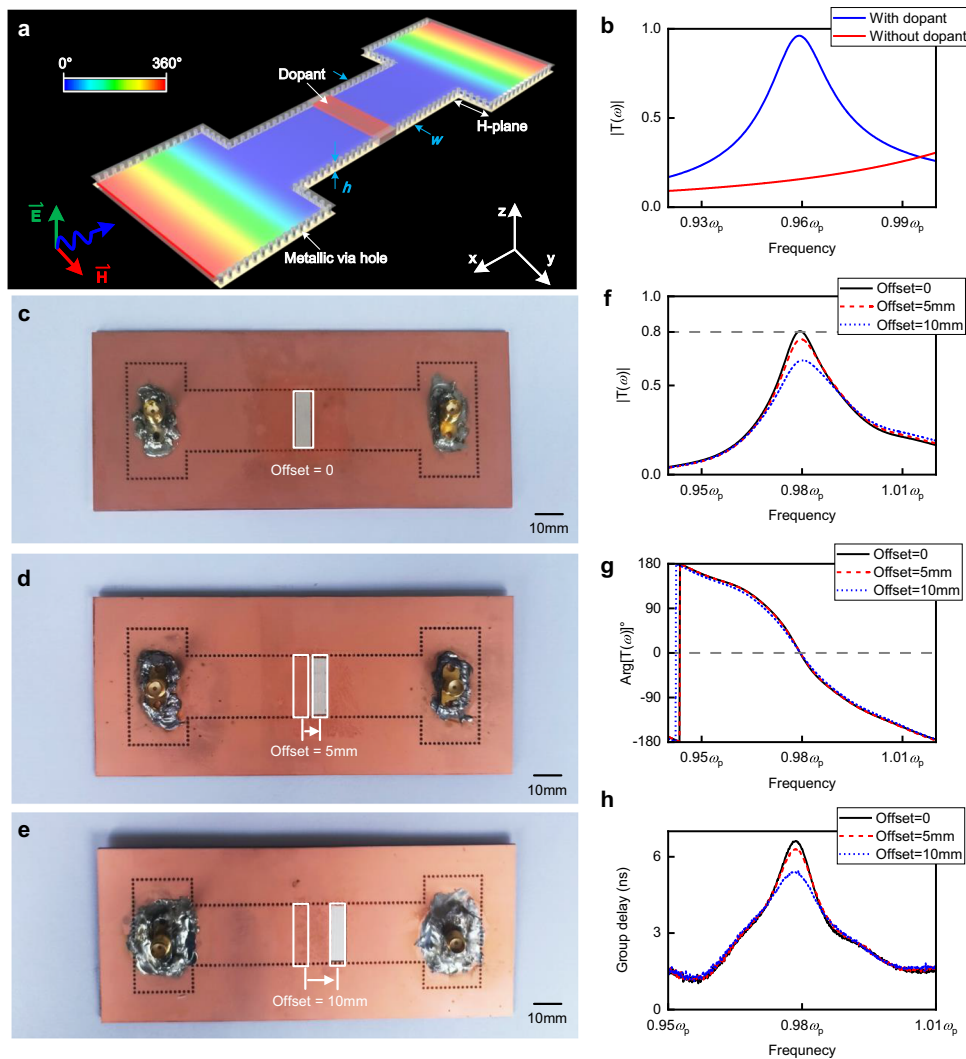 a
0°
360°
Dopant
H-plane
w
h
Metallic via hole
E
H
z
x
y
b
With dopant
Without dopant
1.0
0.5
0.0
|T(ω)|
0.93ωp
0.96ωp
0.99ωp
Frequency
c
Offset = 0
10mm
d
Offset = 5mm
10mm
e
Offset = 10mm
10mm
f
Offset=0
Offset=5mm
Offset=10mm
1.0
0.8
0.5
0.0
|T(ω)|
0.95ωp
0.98ωp
1.01ωp
Frequency
g
Offset=0
Offset=5mm
Offset=10mm
180
90
0
-90
-180
Arg[T(ω)]°
0.95ωp
0.98ωp
1.01ωp
Frequency
h
Offset=0
Offset=5mm
Offset=10mm
6
3
0
Group delay (ns)
0.95ωp
0.98ωp
1.01ωp
Frequnecy